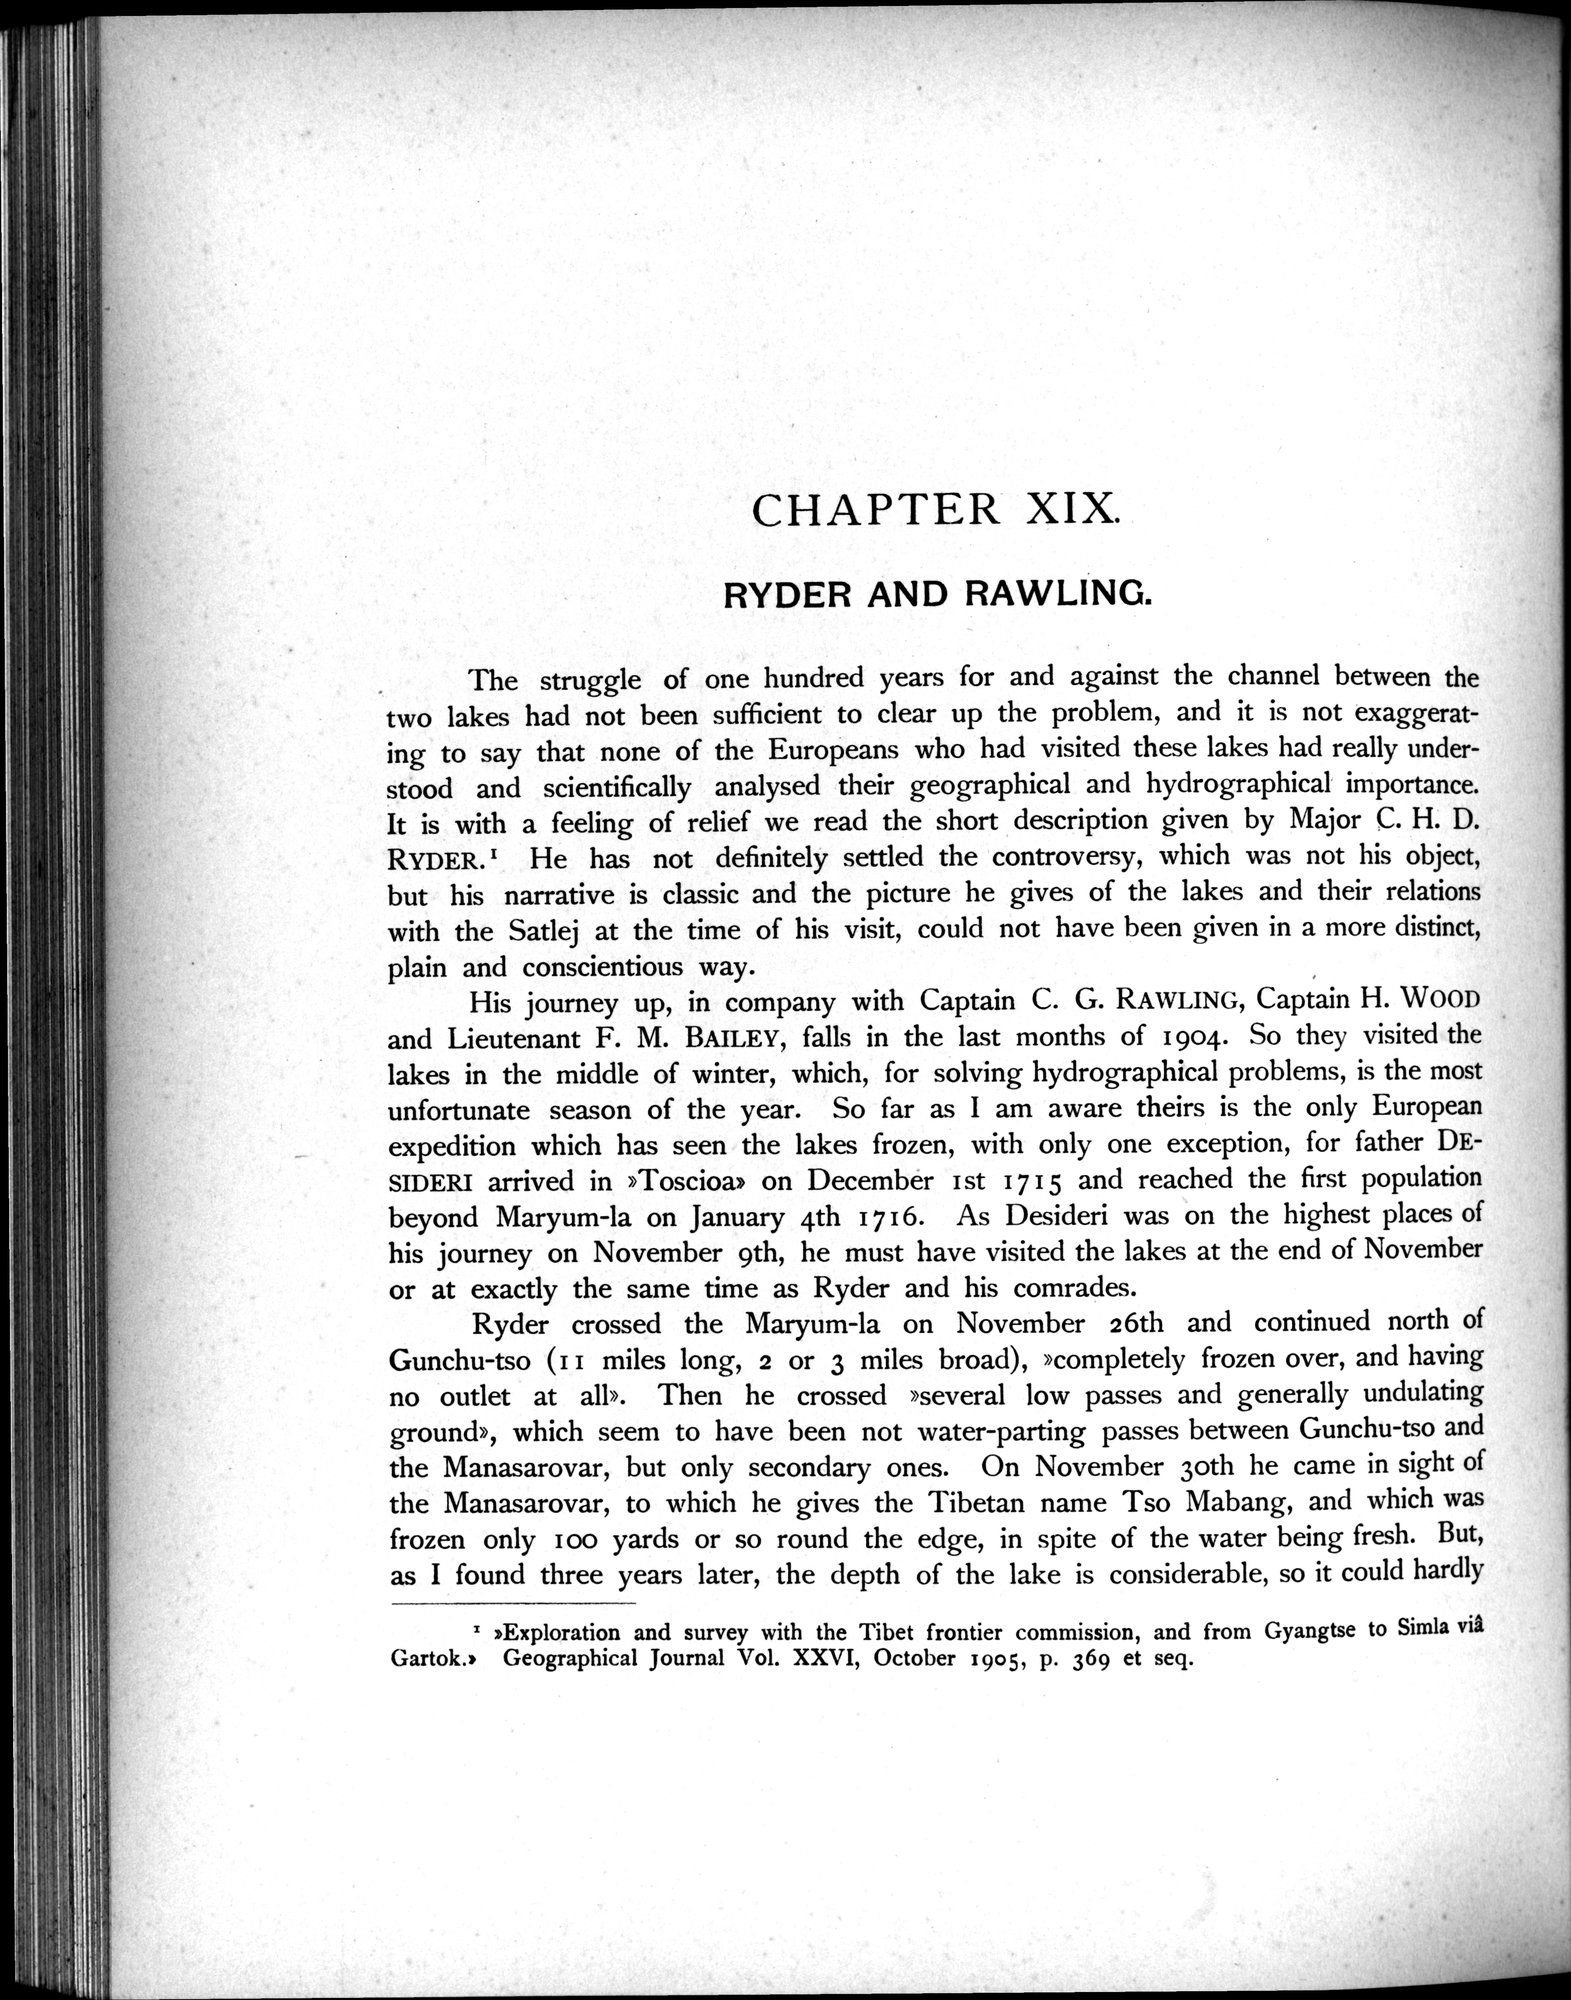 CHAPTER XIX.
RYDER AND RAWLING.
The struggle of one hundred years for and against the channel between the
two lakes had not been sufficient to clear up the problem, and it is not exaggerat-
ing to say that none of the Europeans who had visited these lakes had really under-
stood and scientifically analysed their geographical and hydrographical importance.
It is with a feeling of relief we read the short description given by Major C. H. D.
RYDER.¹ He has not definitely settled the controversy, which was not his object,
but his narrative is classic and the picture he gives of the lakes and their relations
with the Satlej at the time of his visit, could not have been given in a more distinct,
plain and conscientious way.
His journey up, in company with Captain C. G. RAWLING, Captain H. WOOD
and Lieutenant F. M. BAILEY, falls in the last months of 1904. So they visited the
lakes in the middle of winter, which, for solving hydrographical problems, is the most
unfortunate season of the year. So far as I am aware theirs is the only European
expedition which has seen the lakes frozen, with only one exception, for father DE-
SIDERI arrived in »Toscioa» on December 1st 1715 and reached the first population
beyond Maryum-la on January 4th 1716. As Desideri was on the highest places of
his journey on November 9th, he must have visited the lakes at the end of November
or at exactly the same time as Ryder and his comrades.
Ryder crossed the Maryum-la on November 26th and continued north of
Gunchu-tso (11 miles long, 2 or 3 miles broad), »completely frozen over, and having
no outlet at all». Then he crossed »several low passes and generally undulating
ground», which seem to have been not water-parting passes between Gunchu-tso and
the Manasarovar, but only secondary ones. On November 30th he came in sight of
the Manasarovar, to which he gives the Tibetan name Tso Mabang, and which was
frozen only 100 yards or so round the edge, in spite of the water being fresh. But,
as I found three years later, the depth of the lake is considerable, so it could hardly
¹ »Exploration and survey with the Tibet frontier commission, and from Gyangtse to Simla viâ
Gartok.» Geographical Journal Vol. XXVI, October 1905, p. 369 et seq.